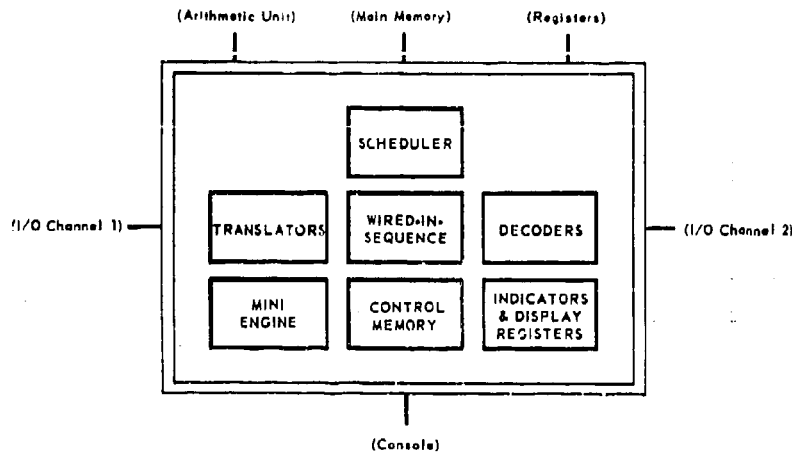 (Arithmetic Unit) (Main Memory) (Registers)
SCHEDULER
(I/O Channel 1) TRANSLATORS WIRED-IN- DECODERS (I/O Channel 2)
SEQUENCE
MINI CONTROL INDICATORS
ENGINE MEMORY & DISPLAY
REGISTERS
(Console)